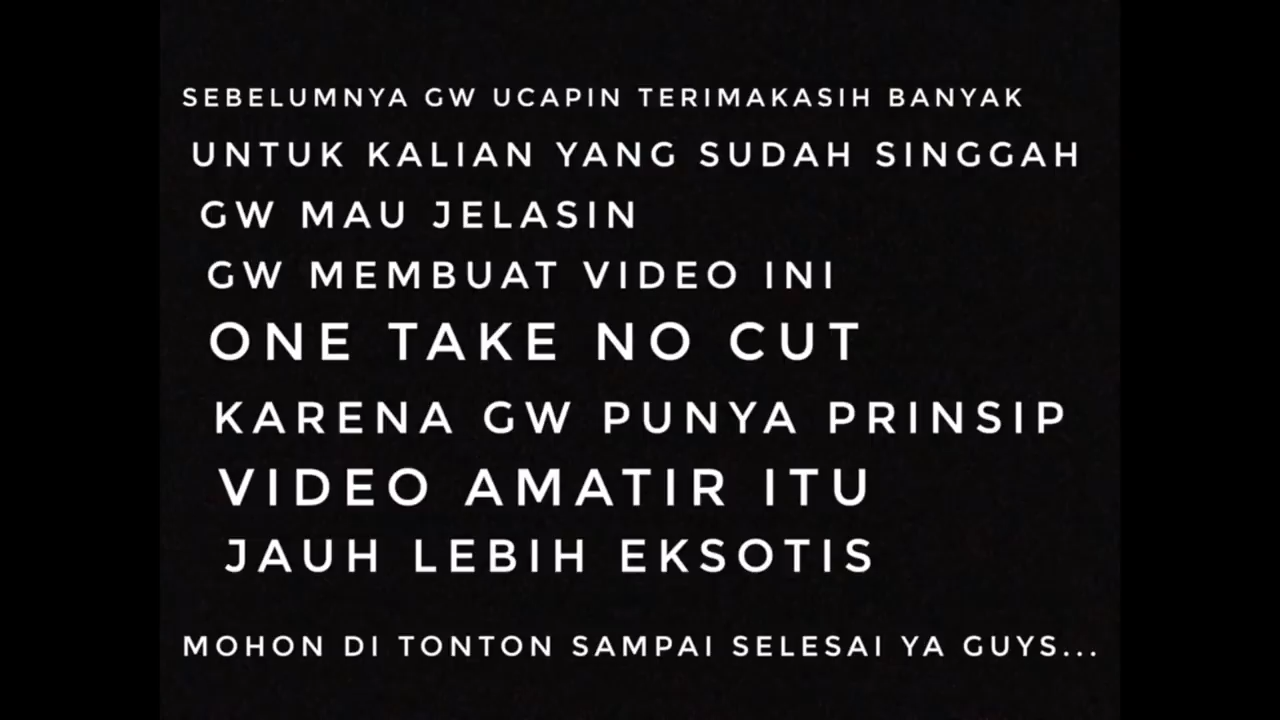 SEBELUMNYA GW UCAPIN TERIMAKASIH BANYAK
UNTUK KALIAN YANG SUDAH SINGGAH
GW MAU JELASIN
GW MEMBUAT VIDEO INI
ONE TAKE NO CUT
KARENA GW PUNYA PRINSIP
VIDEO AMATIR ITU
JAUH LEBIH EKSOTIS
MOHON DI TONTON SAMPAI SELESAI YA GUYS...